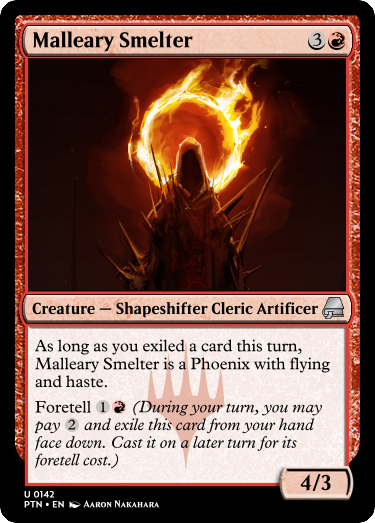 Malleary Smelter 3
Creature — Shapeshifter Cleric Artificer
As long as you exiled a card this turn,
Malleary Smelter is a Phoenix with flying
and haste.
Foretell 1 (During your turn, you may
pay 2 and exile this card from your hand
face down. Cast it on a later turn for its
foretell cost.)
4/3
U 0142
PTN • EN Aaron Nakahara